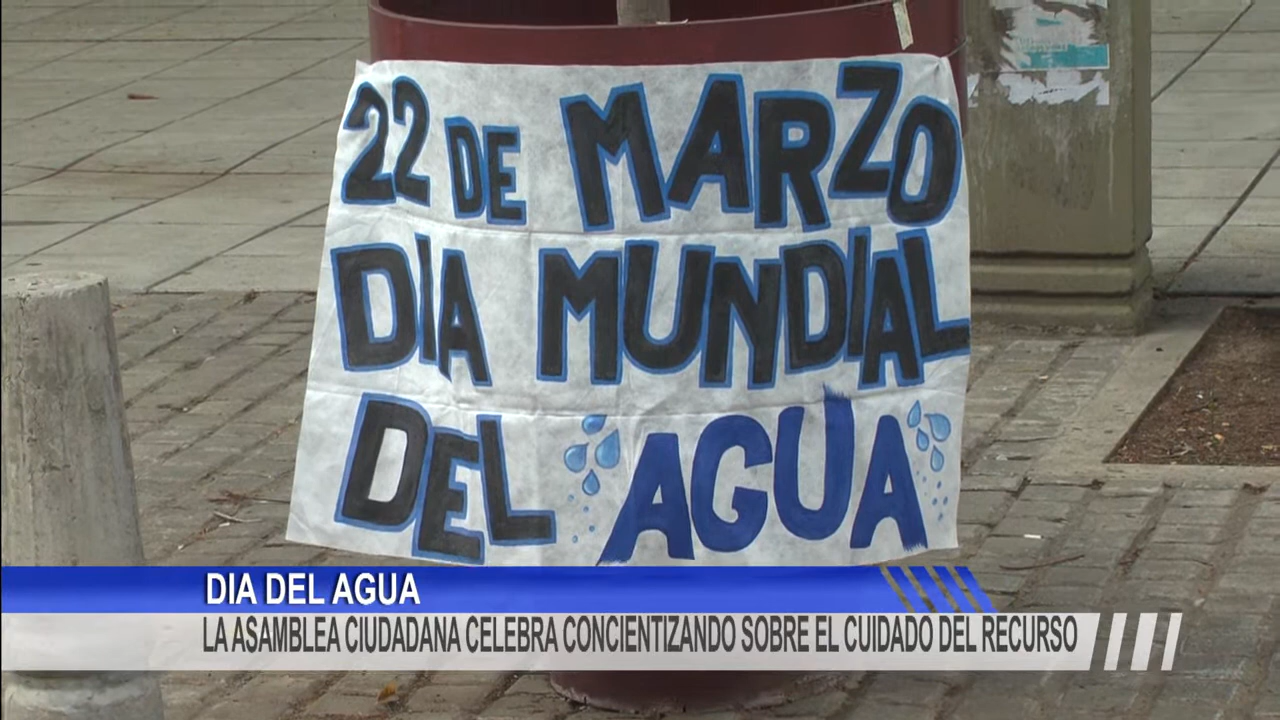 22 DE MARZO
DIA MUNDIAL
DEL AGUA
DIA DEL AGUA
LA ASAMBLEA CIUDADANA CELEBRA CONCIENTIZANDO SOBRE EL CUIDADO DEL RECURSO